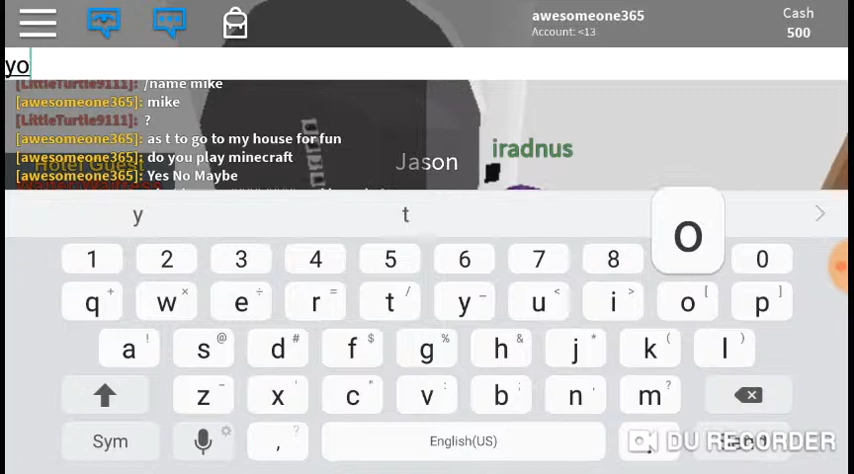 awesomeone365
Account: <13
Cash
500
yo
[LittleTurtle9111]: /name mike
[awesomeone365]: mike
[LittleTurtle9111]: ?
[awesomeone365]: as t to go to my house for fun
[awesomeone365]: do you play minecraft
[awesomeone365]: Yes No Maybe
Hotel Guest
Jason
iradnus
y t
o
1 2 3 4 5 6 7 8 0
q + w × e ÷ r = t / y _ u < i > o [ p ]
a ! s @ d # f $ g % h & j * k ( l )
z - x ' c " v : b ; n , m ?
Sym , ? English(US) .
DU RECORDER